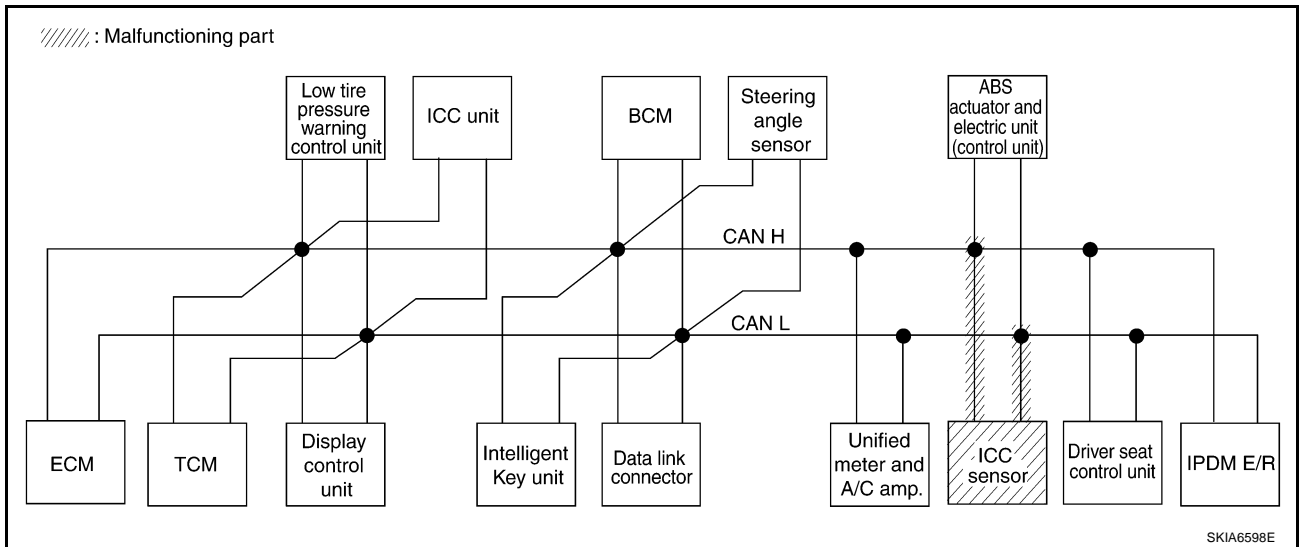 : Malfunctioning part
Low tire
pressure
warning
control unit
ICC unit
BCM
Steering
angle
sensor
ABS
actuator and
electric unit
(control unit)
CAN H
CAN L
ECM
TCM
Display
control
unit
Intelligent
Key unit
Data link
connector
Unified
meter and
A/C amp.
ICC
sensor
Driver seat
control unit
IPDM E/R
SKIA6598E